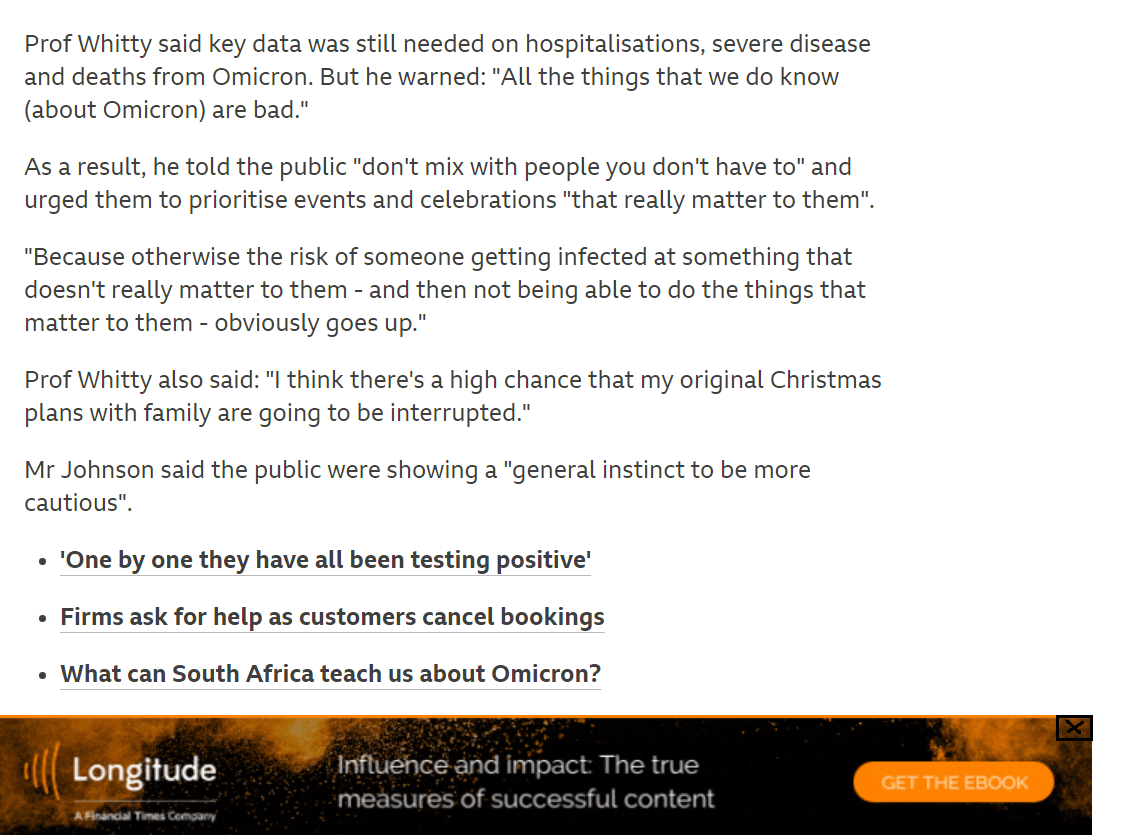 Prof Whitty said key data was still needed on hospitalisations, severe disease
and deaths from Omicron. But he warned: "All the things that we do know
(about Omicron) are bad."
As a result, he told the public "don't mix with people you don't have to" and
urged them to prioritise events and celebrations "that really matter to them".
"Because otherwise the risk of someone getting infected at something that
doesn't really matter to them - and then not being able to do the things that
matter to them - obviously goes up."
Prof Whitty also said: "I think there's a high chance that my original Christmas
plans with family are going to be interrupted."
Mr Johnson said the public were showing a "general instinct to be more
cautious".
• 'One by one they have all been testing positive'
• Firms ask for help as customers cancel bookings
• What can South Africa teach us about Omicron?
Longitude
A Financial Times Company
Influence and impact: The true
measures of successful content
GET THE EBOOK